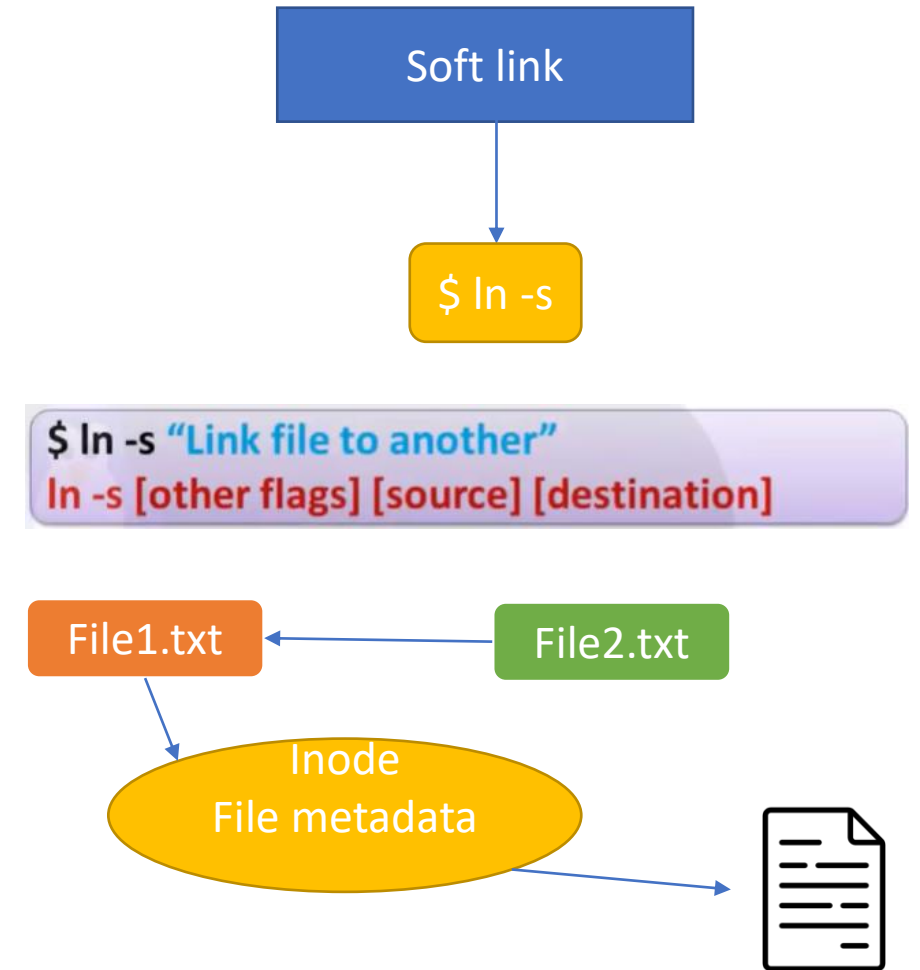 Soft link
$ ln -s
$ ln -s “Link file to another”
ln -s [other flags] [source] [destination]
File1.txt
File2.txt
Inode
File metadata